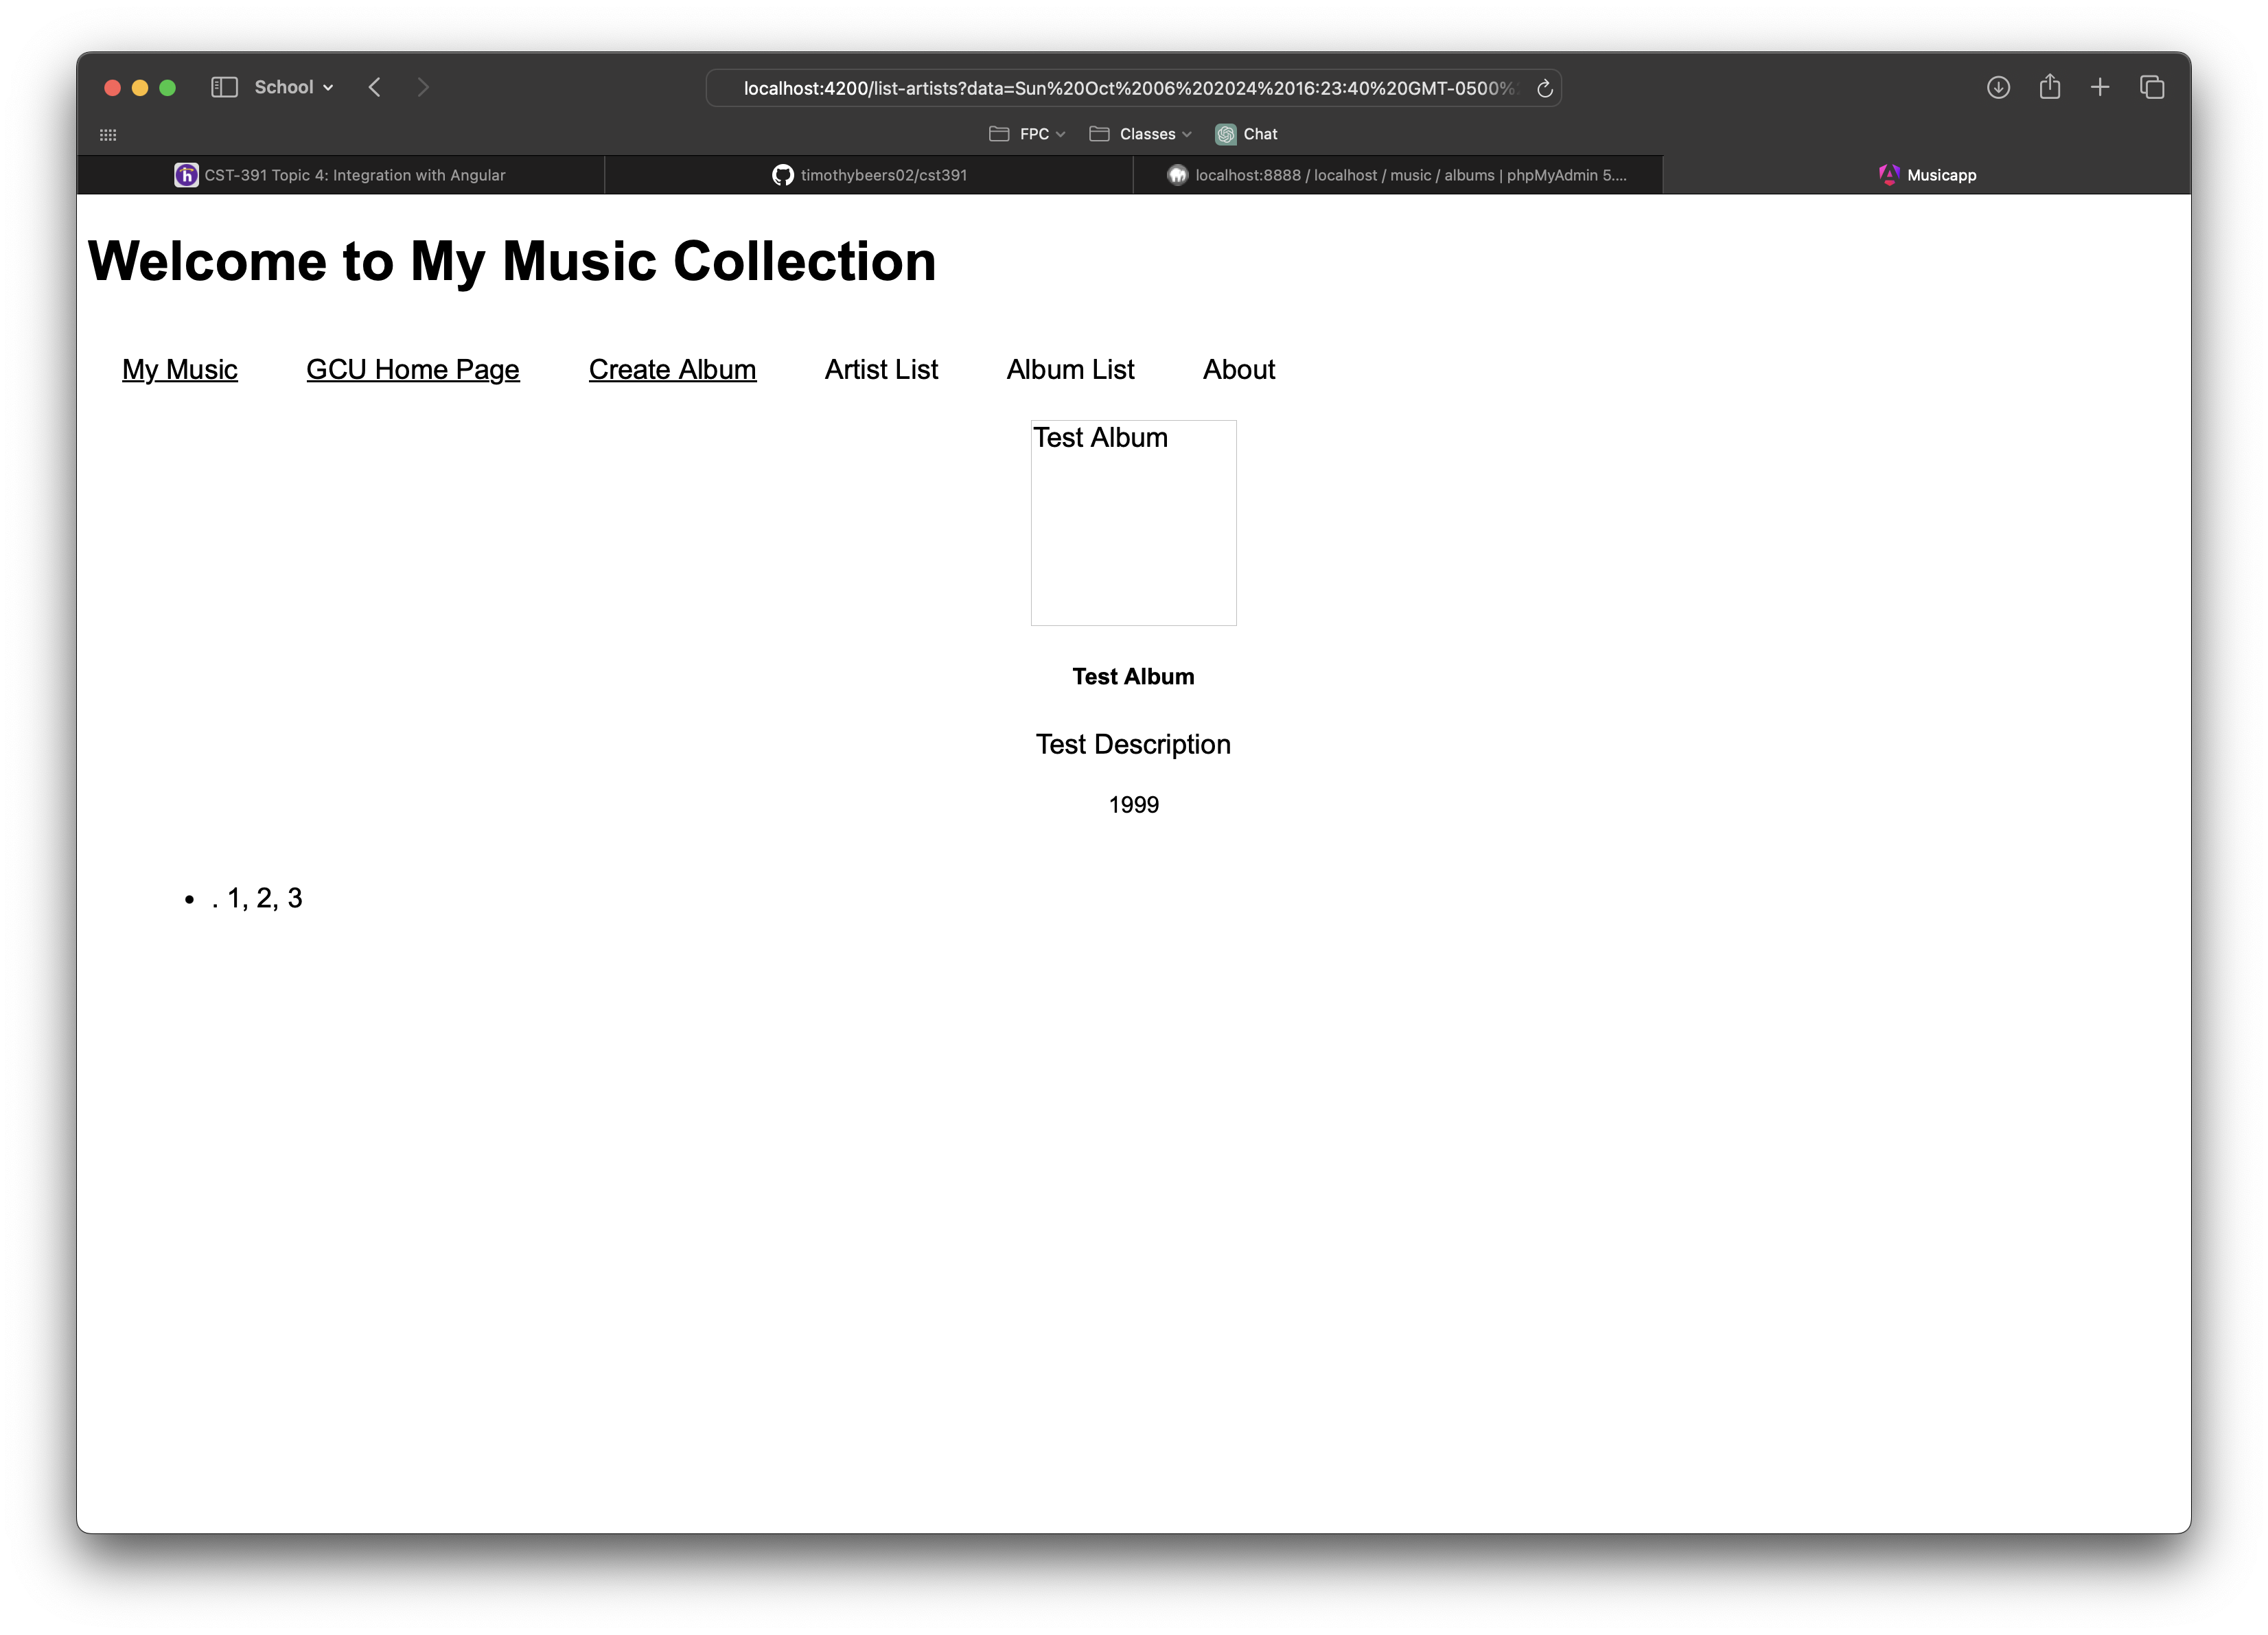 School
localhost:4200/list-artists?data=Sun%20Oct%2006%202024%2016:23:40%20GMT-0500%
FPC Classes Chat
CST-391 Topic 4: Integration with Angular timothybeers02/cst391 localhost:8888 / localhost / music / albums | phpMyAdmin 5.... Musicapp
Welcome to My Music Collection
My Music GCU Home Page Create Album Artist List Album List About
Test Album
Test Album
Test Description
1999
• . 1, 2, 3